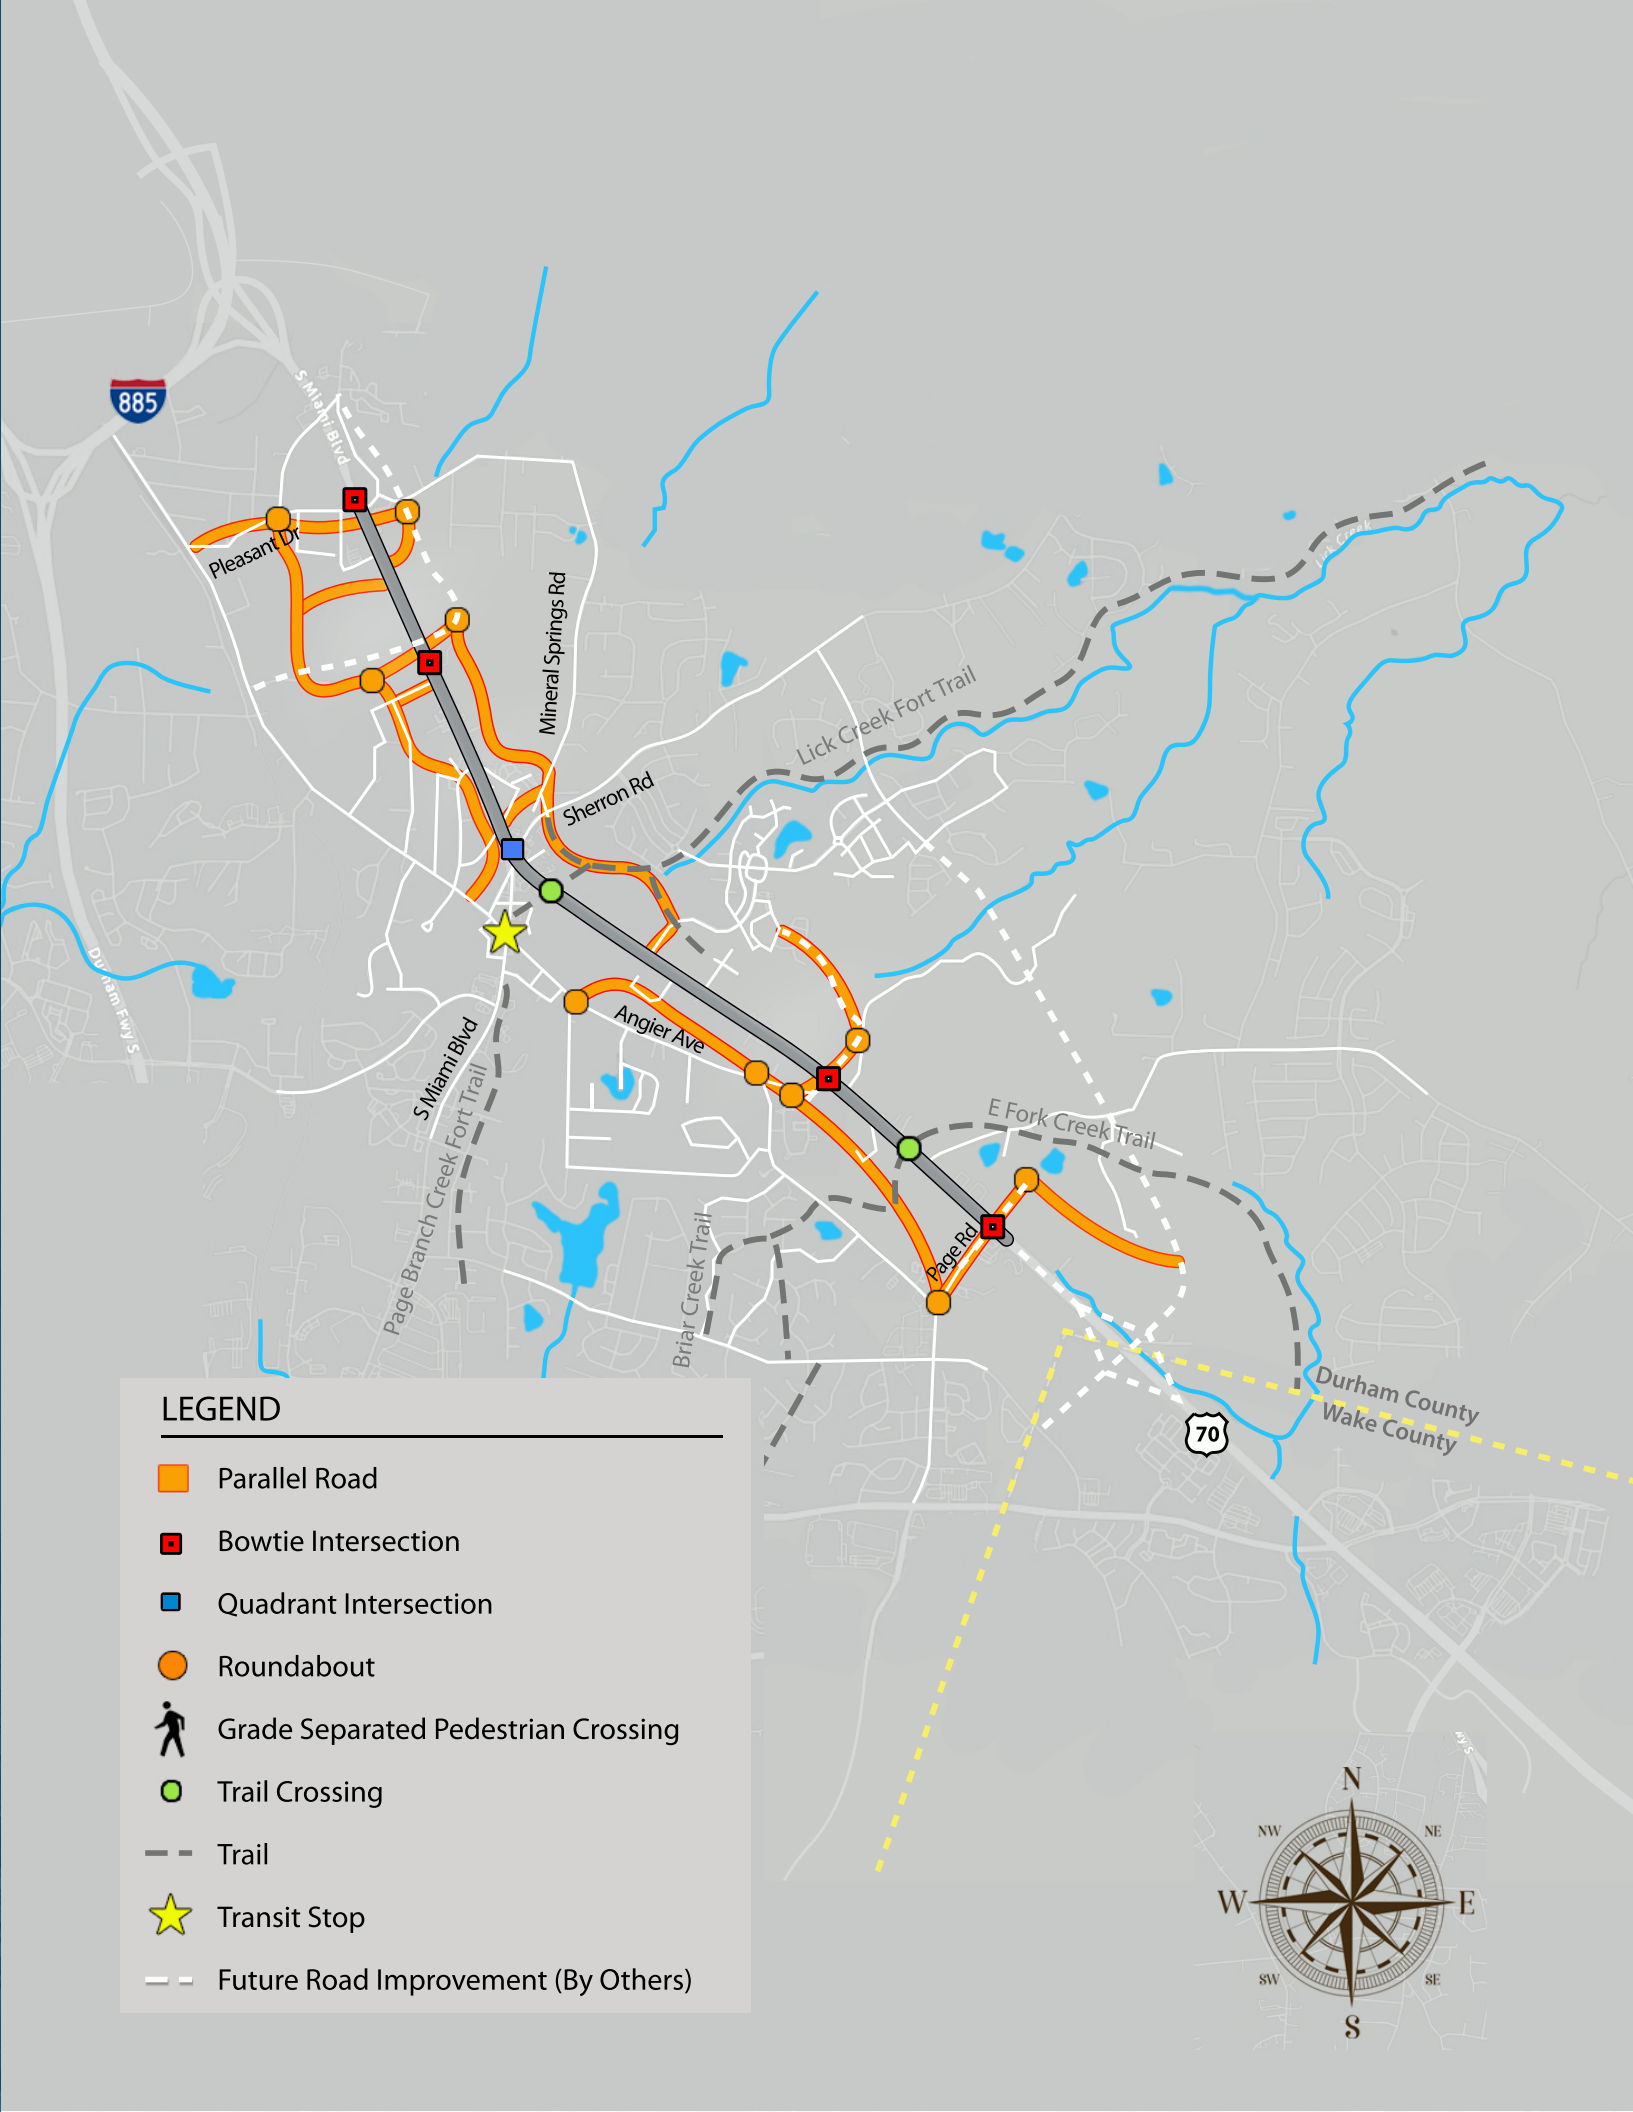 S Miami Blvd
885
Pleasant Dr
Mineral Springs Rd
Lick Creek Fort Trail
Sherron Rd
Durham Fwy S
Angier Ave
S Miami Blvd
Page Branch Creek Fort Trail
E Fork Creek Trail
Page Rd
Briar Creek Trail
Durham County
Wake County
70
LEGEND
Parallel Road
Bowtie Intersection
Quadrant Intersection
Roundabout
Grade Separated Pedestrian Crossing
Trail Crossing
Trail
Transit Stop
Future Road Improvement (By Others)
N
NW
NE
W
E
SW
SE
S